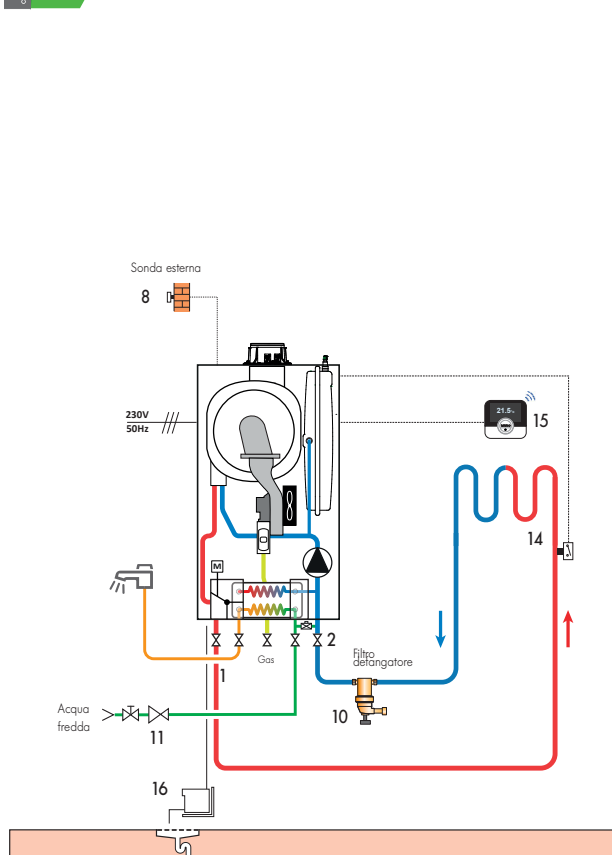 Sonda esterna
8
230V
50Hz
21.5
15
14
M
2
Gas
1
Filtro
defangatore
10
Acqua
fredda
11
16